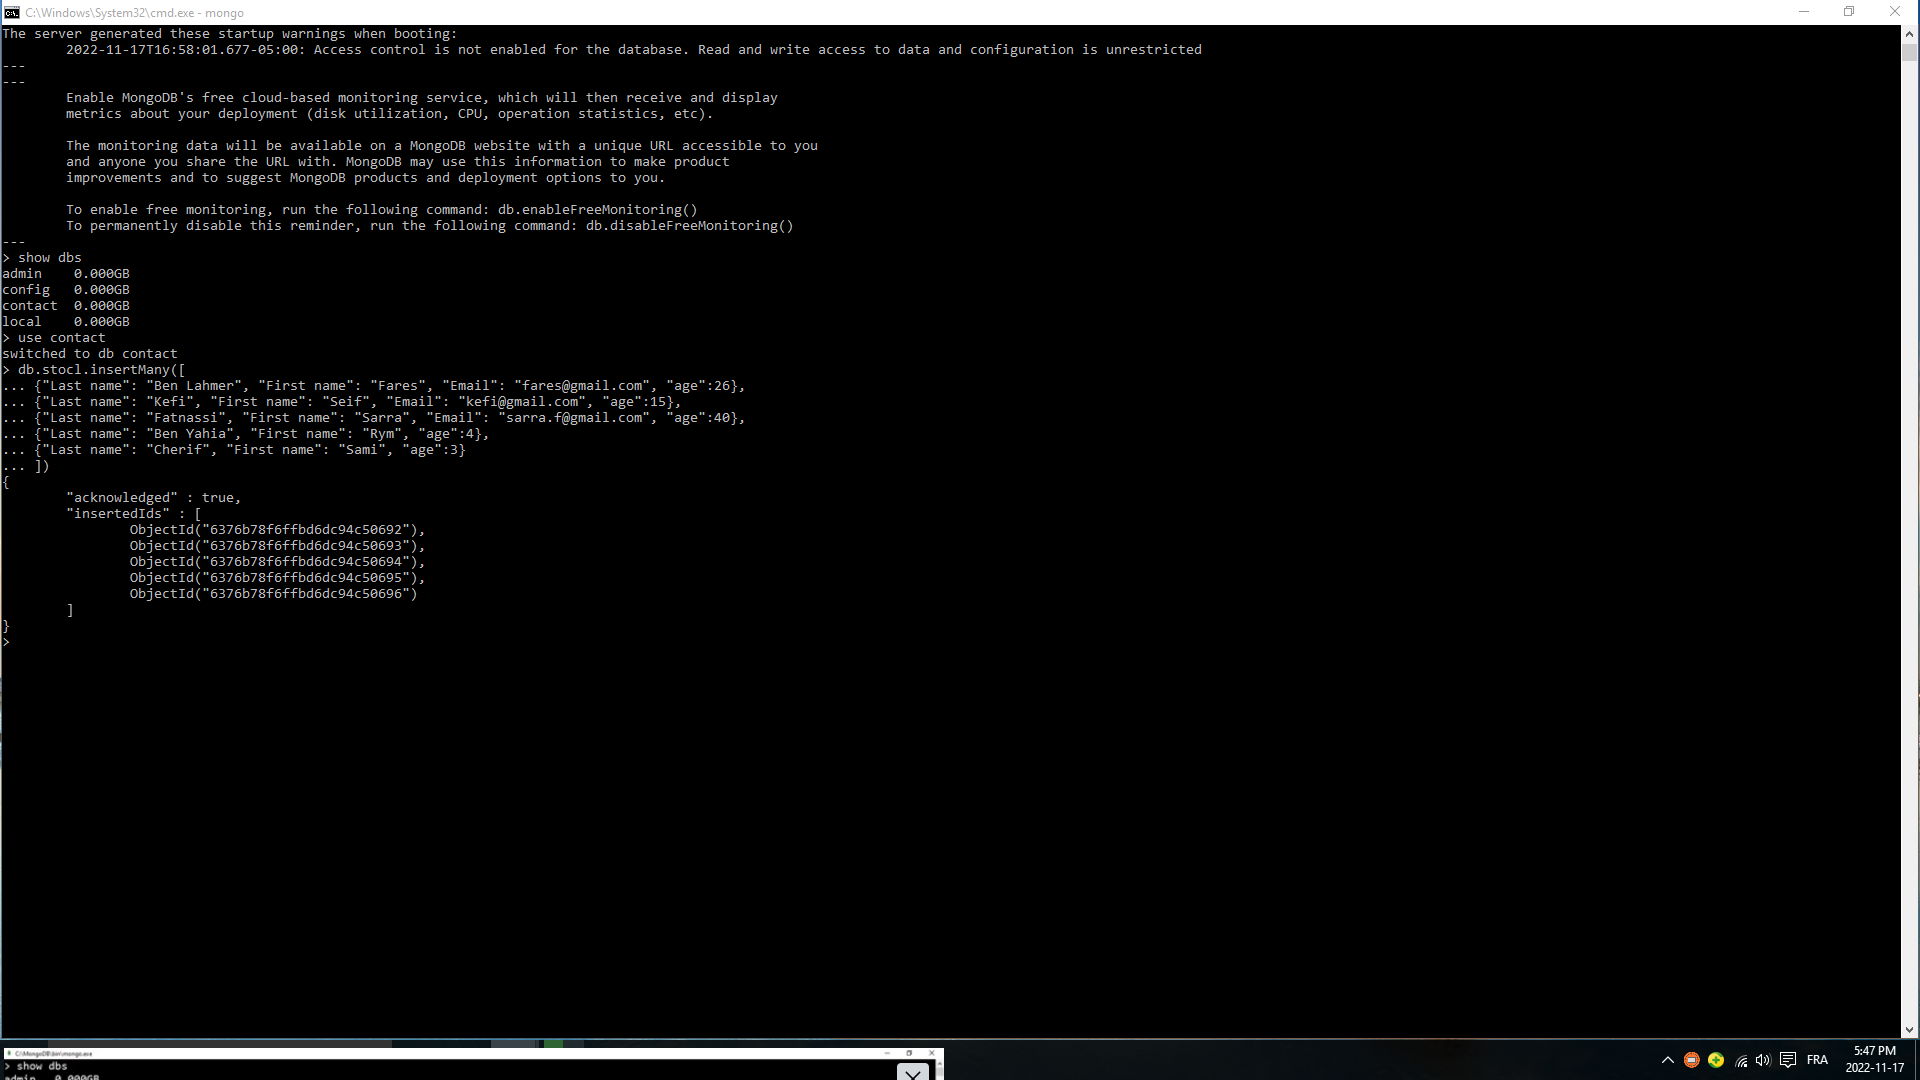 C:\Windows\System32\cmd.exe - mongo
The server generated these startup warnings when booting:
        2022-11-17T16:58:01.677-05:00: Access control is not enabled for the database. Read and write access to data and configuration is unrestricted
---
---
        Enable MongoDB's free cloud-based monitoring service, which will then receive and display
        metrics about your deployment (disk utilization, CPU, operation statistics, etc).

        The monitoring data will be available on a MongoDB website with a unique URL accessible to you
        and anyone you share the URL with. MongoDB may use this information to make product
        improvements and to suggest MongoDB products and deployment options to you.

        To enable free monitoring, run the following command: db.enableFreeMonitoring()
        To permanently disable this reminder, run the following command: db.disableFreeMonitoring()
---
> show dbs
admin    0.000GB
config   0.000GB
contact  0.000GB
local    0.000GB
> use contact
switched to db contact
> db.stocl.insertMany([
... {"Last name": "Ben Lahmer", "First name": "Fares", "Email": "fares@gmail.com", "age":26},
... {"Last name": "Kefi", "First name": "Seif", "Email": "kefi@gmail.com", "age":15},
... {"Last name": "Fatnassi", "First name": "Sarra", "Email": "sarra.f@gmail.com", "age":40},
... {"Last name": "Ben Yahia", "First name": "Rym", "age":4},
... {"Last name": "Cherif", "First name": "Sami", "age":3}
... ])
{
        "acknowledged" : true,
        "insertedIds" : [
                ObjectId("6376b78f6ffbd6dc94c50692"),
                ObjectId("6376b78f6ffbd6dc94c50693"),
                ObjectId("6376b78f6ffbd6dc94c50694"),
                ObjectId("6376b78f6ffbd6dc94c50695"),
                ObjectId("6376b78f6ffbd6dc94c50696")
        ]
}
>
C:\MongoDB\bin\mongo.exe
> show dbs
admin   0.000GB
FRA
5:47 PM
2022-11-17